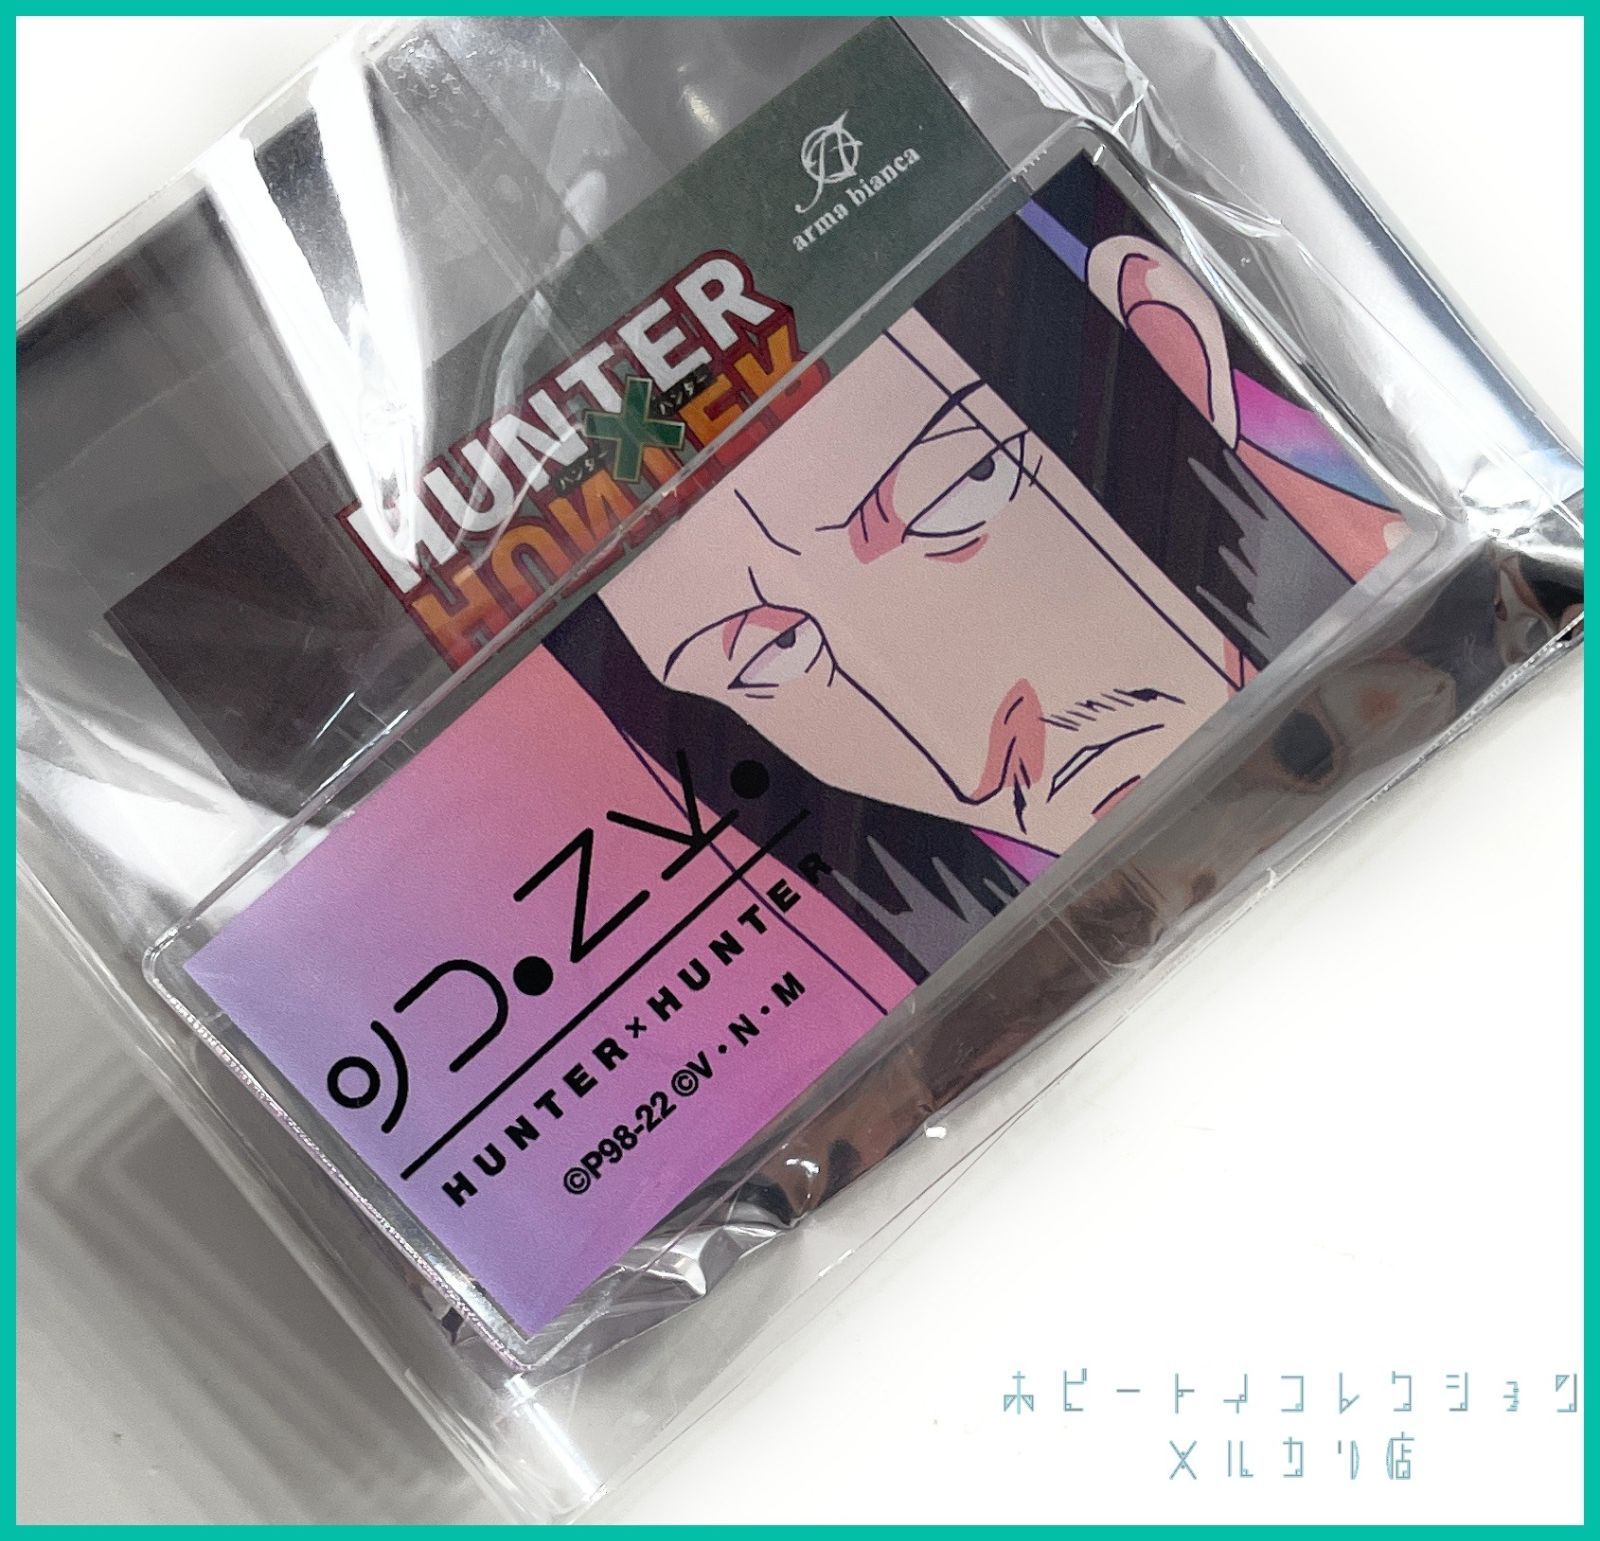 arma bianca
HUNTER
ハンター
×
ハンター
HUNTER
HUNTER×HUNTER
©P98-22 ©V・N・M
ホビートイコレクション
メルカリ店